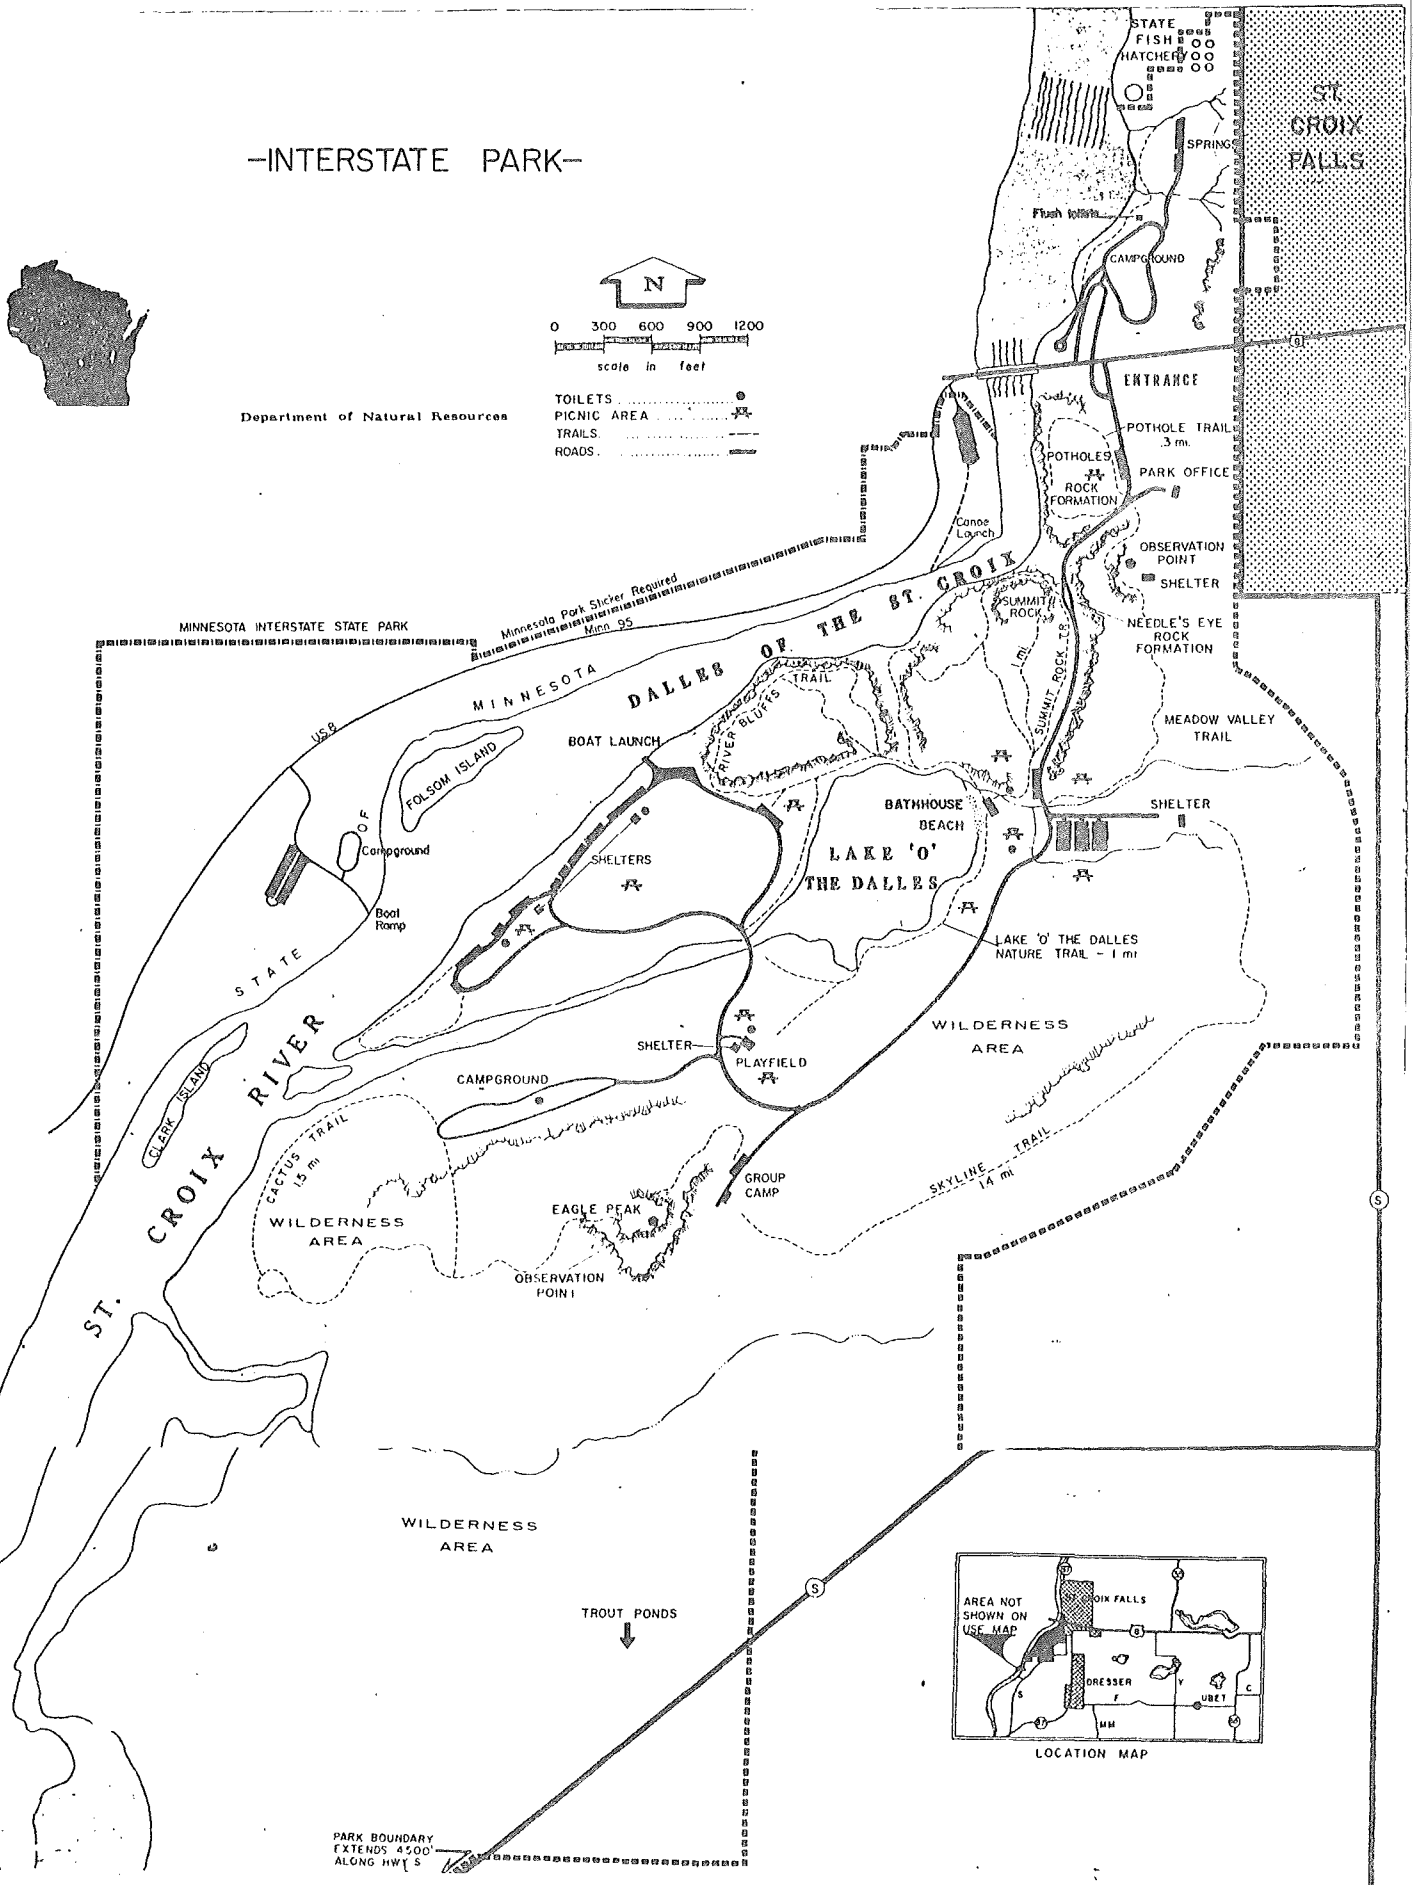 -INTERSTATE PARK-
STATE
FISH
HATCHERY
ST.
CROIX
FALLS
SPRINGS
Flush toilets
CAMPGROUND
N
0 300 600 900 1200
scale in feet
TOILETS
PICNIC AREA
TRAILS.
ROADS.
Department of Natural Resources
8
ENTRANCE
POTHOLE TRAIL
.3 mi.
POTHOLES
PARK OFFICE
ROCK
FORMATION
Canoe
Launch
OBSERVATION
POINT
SHELTER
SUMMIT
ROCK
NEEDLE'S EYE
ROCK
FORMATION
MINNESOTA INTERSTATE STATE PARK
Minnesota Park Sticker Required
Minn 95
DALLES OF THE ST. CROIX
MINNESOTA
.1 mi.
SUMMIT ROCK TR
RIVER BLUFFS TRAIL
MEADOW VALLEY
TRAIL
US 8
BOAT LAUNCH
FOLSOM ISLAND
BATHHOUSE
BEACH
SHELTER
OF
Campground
SHELTERS
LAKE 'O'
THE DALLES
Boat
Ramp
STATE
LAKE 'O' THE DALLES
NATURE TRAIL - 1 mi
ST. CROIX RIVER
WILDERNESS
AREA
SHELTER
PLAYFIELD
CAMPGROUND
CLARK ISLAND
CACTUS TRAIL
1.5 mi
SKYLINE TRAIL
1.4 mi
GROUP
CAMP
EAGLE PEAK
WILDERNESS
AREA
OBSERVATION
POINT
S
WILDERNESS
AREA
S
TROUT PONDS
AREA NOT
SHOWN ON
USE MAP
ST. CROIX FALLS
8
DRESSER
S
F
Y
UBET
C
MM
LOCATION MAP
PARK BOUNDARY
EXTENDS 4500'
ALONG HWY S